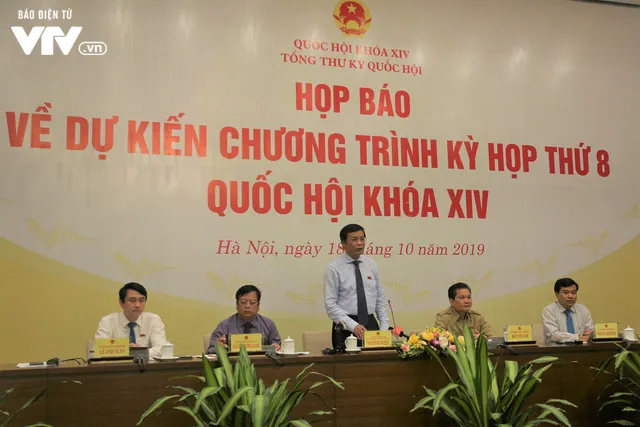 BÁO ĐIỆN TỬ
VTV.vn
QUỐC HỘI KHÓA XIV
TỔNG THƯ KÝ QUỐC HỘI
HỌP BÁO
VỀ DỰ KIẾN CHƯƠNG TRÌNH KỲ HỌP THỨ 8
QUỐC HỘI KHÓA XIV
Hà Nội, ngày 18 tháng 10 năm 2019